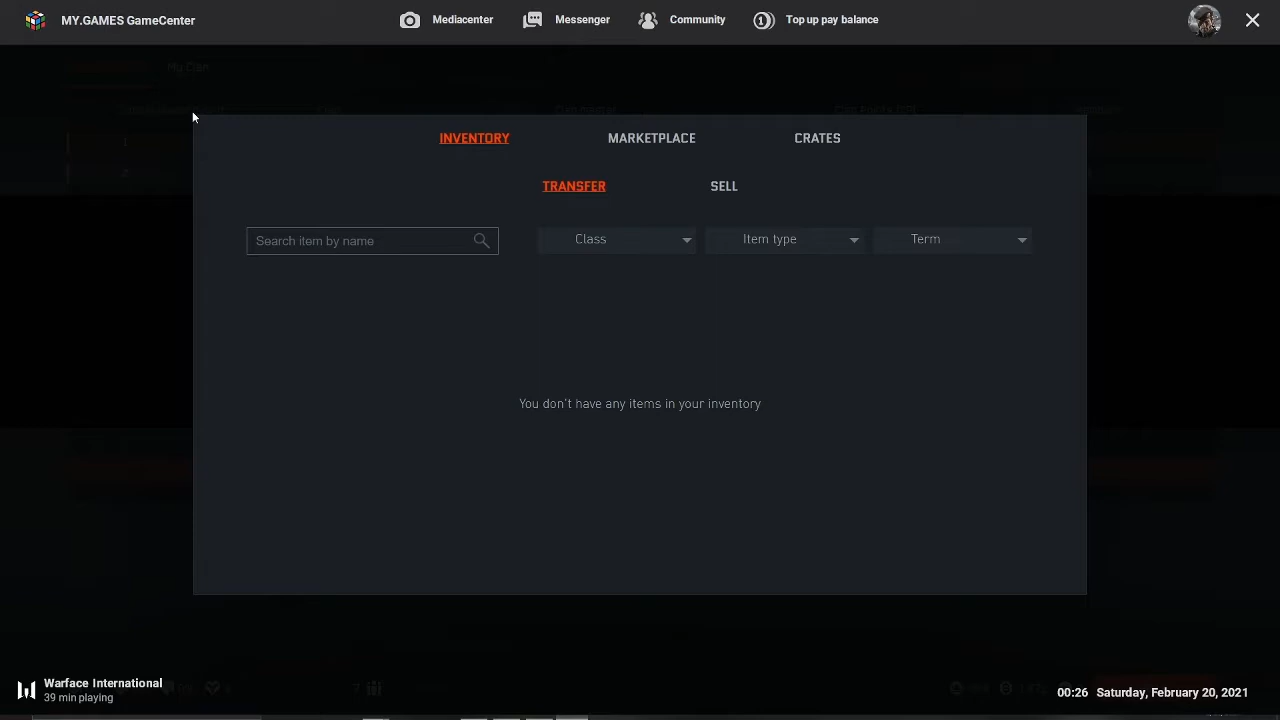 MY.GAMES GameCenter
Mediacenter
Messenger
Community
Top up pay balance
My Clan
INVENTORY
MARKETPLACE
CRATES
TRANSFER
SELL
Search item by name
Class
Item type
Term
You don't have any items in your inventory
Warface International
39 min playing
00:26 Saturday, February 20, 2021